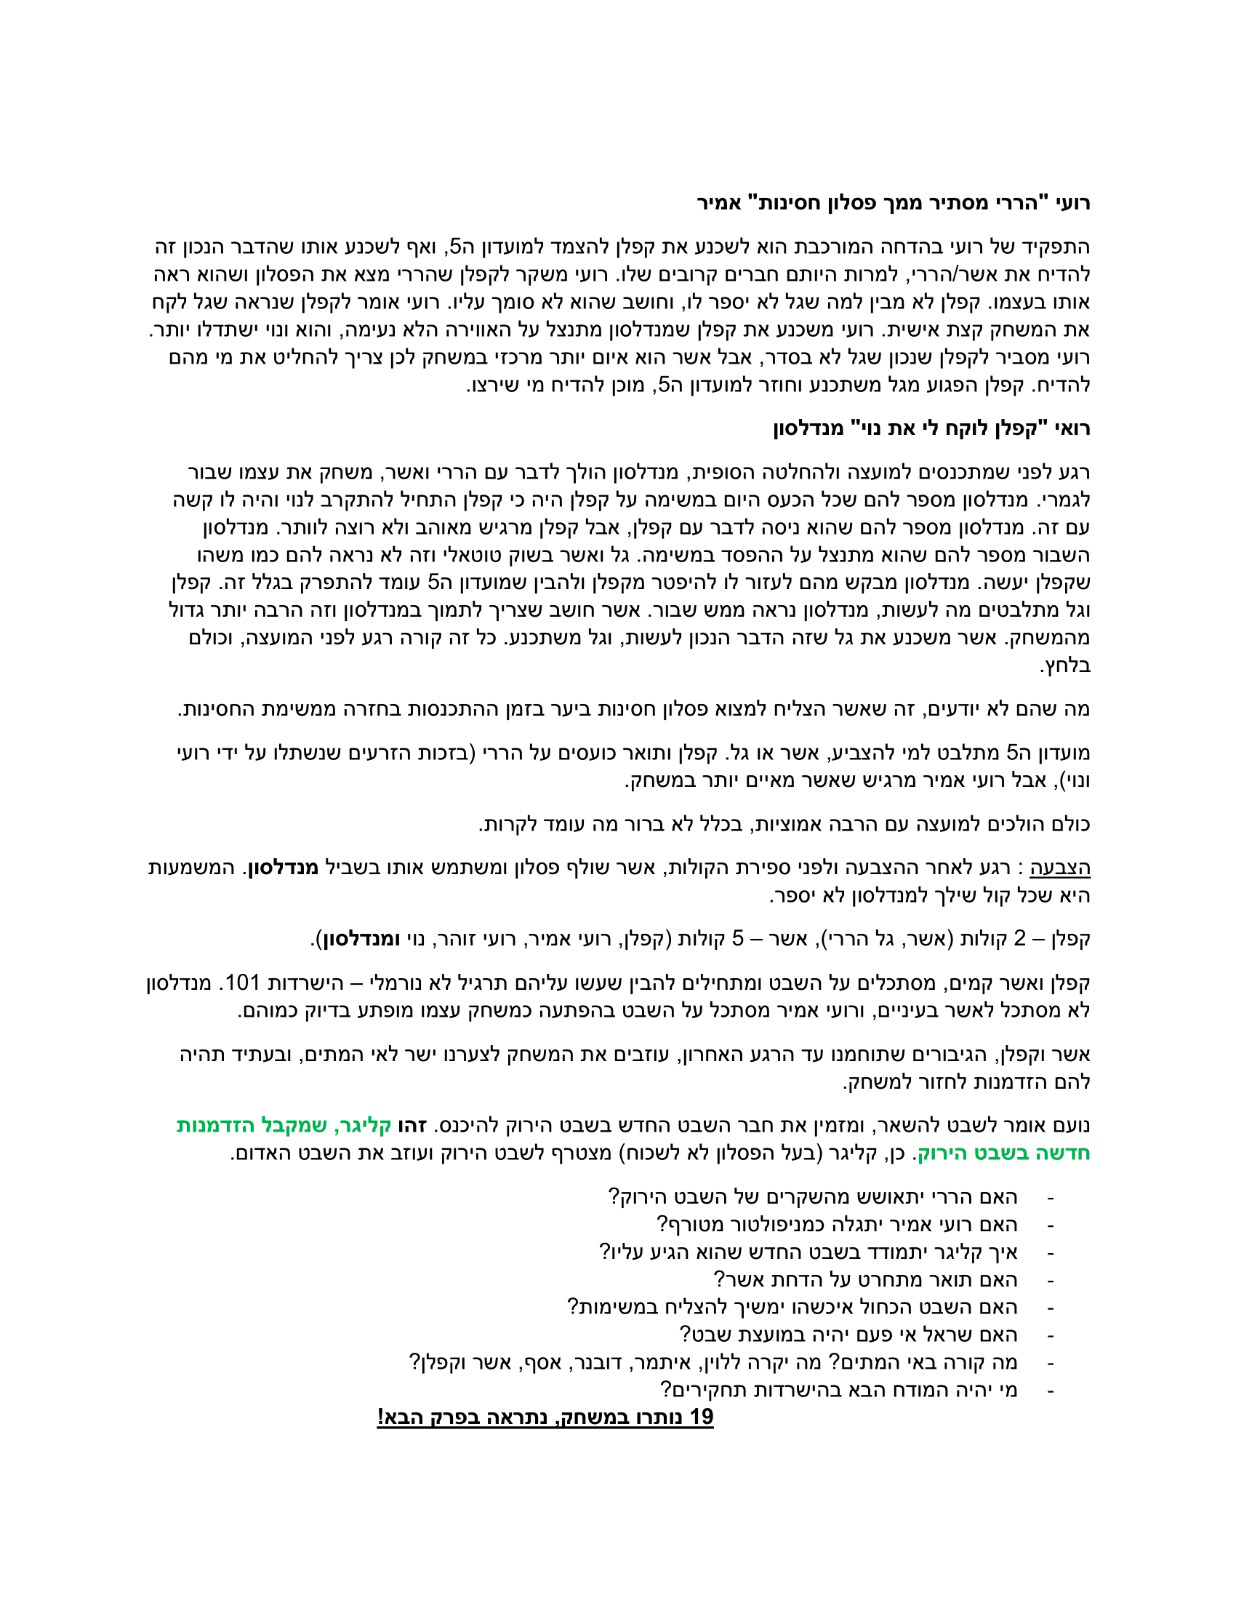 רועי "הררי מסתיר ממך פסלון חסינות" אמיר
התפקיד של רועי בהדחה המורכבת הוא לשכנע את קפלן להצמד למועדון ה5, ואף לשכנע אותו שהדבר הנכון זה
להדיח את אשר/הררי, למרות היותם חברים קרובים שלו. רועי משקר לקפלן שהררי מצא את הפסלון ושהוא ראה
אותו בעצמו. קפלן לא מבין למה שגל לא יספר לו, וחושב שהוא לא סומך עליו. רועי אומר לקפלן שנראה שגל לקח
את המשחק קצת אישית. רועי משכנע את קפלן שמנדלסון מתנצל על האווירה הלא נעימה, והוא ונוי ישתדלו יותר.
רועי מסביר לקפלן שנכון שגל לא בסדר, אבל אשר הוא איום יותר מרכזי במשחק לכן צריך להחליט את מי מהם
להדיח. קפלן הפגוע מגל משתכנע וחוזר למועדון ה5, מוכן להדיח מי שירצו.
רואי "קפלן לוקח לי את נוי" מנדלסון
רגע לפני שמתכנסים למועצה ולהחלטה הסופית, מנדלסון הולך לדבר עם הררי ואשר, משחק את עצמו שבור
לגמרי. מנדלסון מספר להם שכל הכעס היום במשימה על קפלן היה כי קפלן התחיל להתקרב לנוי והיה לו קשה
עם זה. מנדלסון מספר להם שהוא ניסה לדבר עם קפלן, אבל קפלן מרגיש מאוהב ולא רוצה לוותר. מנדלסון
השבור מספר להם שהוא מתנצל על ההפסד במשימה. גל ואשר בשוק טוטאלי וזה לא נראה להם כמו משהו
שקפלן יעשה. מנדלסון מבקש מהם לעזור לו להיפטר מקפלן ולהבין שמועדון ה5 עומד להתפרק בגלל זה. קפלן
וגל מתלבטים מה לעשות, מנדלסון נראה ממש שבור. אשר חושב שצריך לתמוך במנדלסון וזה הרבה יותר גדול
מהמשחק. אשר משכנע את גל שזה הדבר הנכון לעשות, וגל משתכנע. כל זה קורה רגע לפני המועצה, וכולם
בלחץ.
מה שהם לא יודעים, זה שאשר הצליח למצוא פסלון חסינות ביער בזמן ההתכנסות בחזרה ממשימת החסינות.
מועדון ה5 מתלבט למי להצביע, אשר או גל. קפלן ותואר כועסים על הררי (בזכות הזרעים שנשתלו על ידי רועי
ונוי), אבל רועי אמיר מרגיש שאשר מאיים יותר במשחק.
כולם הולכים למועצה עם הרבה אמוציות, בכלל לא ברור מה עומד לקרות.
הצבעה : רגע לאחר ההצבעה ולפני ספירת הקולות, אשר שולף פסלון ומשתמש אותו בשביל מנדלסון. המשמעות
היא שכל קול שילך למנדלסון לא יספר.
קפלן – 2 קולות (אשר, גל הררי), אשר – 5 קולות (קפלן, רועי אמיר, רועי זוהר, נוי ומנדלסון).
קפלן ואשר קמים, מסתכלים על השבט ומתחילים להבין שעשו עליהם תרגיל לא נורמלי – הישרדות 101. מנדלסון
לא מסתכל לאשר בעיניים, ורועי אמיר מסתכל על השבט בהפתעה כמשחק עצמו מופתע בדיוק כמוהם.
אשר וקפלן, הגיבורים שתוחמנו עד הרגע האחרון, עוזבים את המשחק לצערנו ישר לאי המתים, ובעתיד תהיה
להם הזדמנות לחזור למשחק.
נועם אומר לשבט להשאר, ומזמין את חבר השבט החדש בשבט הירוק להיכנס. זהו קליגר, שמקבל הזדמנות
חדשה בשבט הירוק. כן, קליגר (בעל הפסלון לא לשכוח) מצטרף לשבט הירוק ועוזב את השבט האדום.
- האם הררי יתאושש מהשקרים של השבט הירוק?
- האם רועי אמיר יתגלה כמניפולטור מטורף?
- איך קליגר יתמודד בשבט החדש שהוא הגיע עליו?
- האם תואר מתחרט על הדחת אשר?
- האם השבט הכחול איכשהו ימשיך להצליח במשימות?
- האם שראל אי פעם יהיה במועצת שבט?
- מה קורה באי המתים? מה יקרה ללוין, איתמר, דובנר, אסף, אשר וקפלן?
- מי יהיה המודח הבא בהישרדות תחקירים?
19 נותרו במשחק, נתראה בפרק הבא!